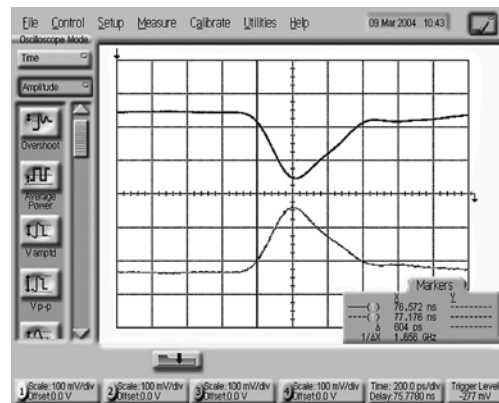 File Control Setup Measure Calibrate Utilities Help 09 Mar 2004 10:43
Oscilloscope Mode
Time
Amplitude
Overshoot
Average
Power
V amptd
V p-p
Markers
X Y
76.572 ns
77.176 ns
Δ 604 ps
1/ΔX 1.656 GHz
1 Scale:100 mV/div 2 Scale:100 mV/div 3 Scale:100 mV/div 4 Scale:100 mV/div Time: 200.0 ps/div Trigger Level
Offset:0.0 V Offset:0.0 V Offset:0.0 V Offset:0.0 V Delay:75.7780 ns -277 mV